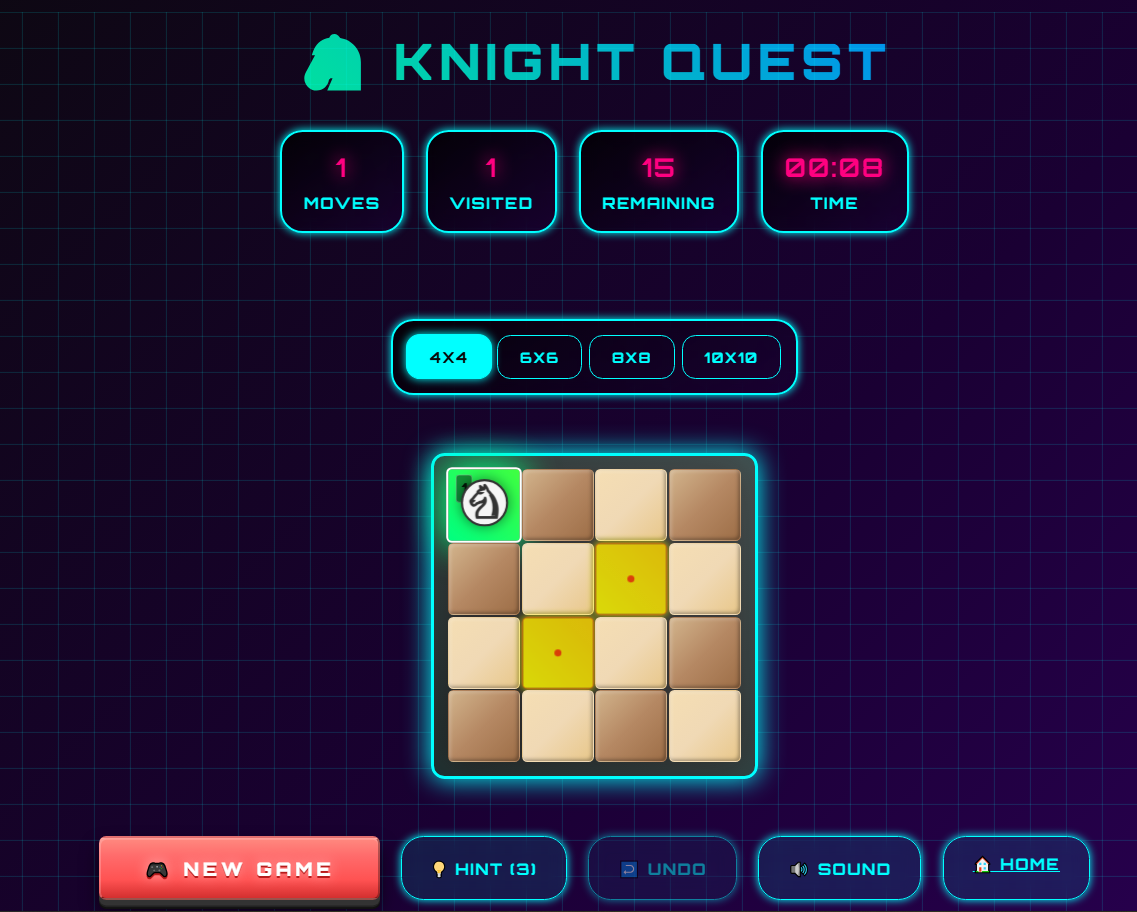 KNIGHT QUEST
1
MOVES
1
VISITED
15
REMAINING
00:08
TIME
4X4
6X6
8X8
10X10
NEW GAME
HINT (3)
UNDO
SOUND
HOME